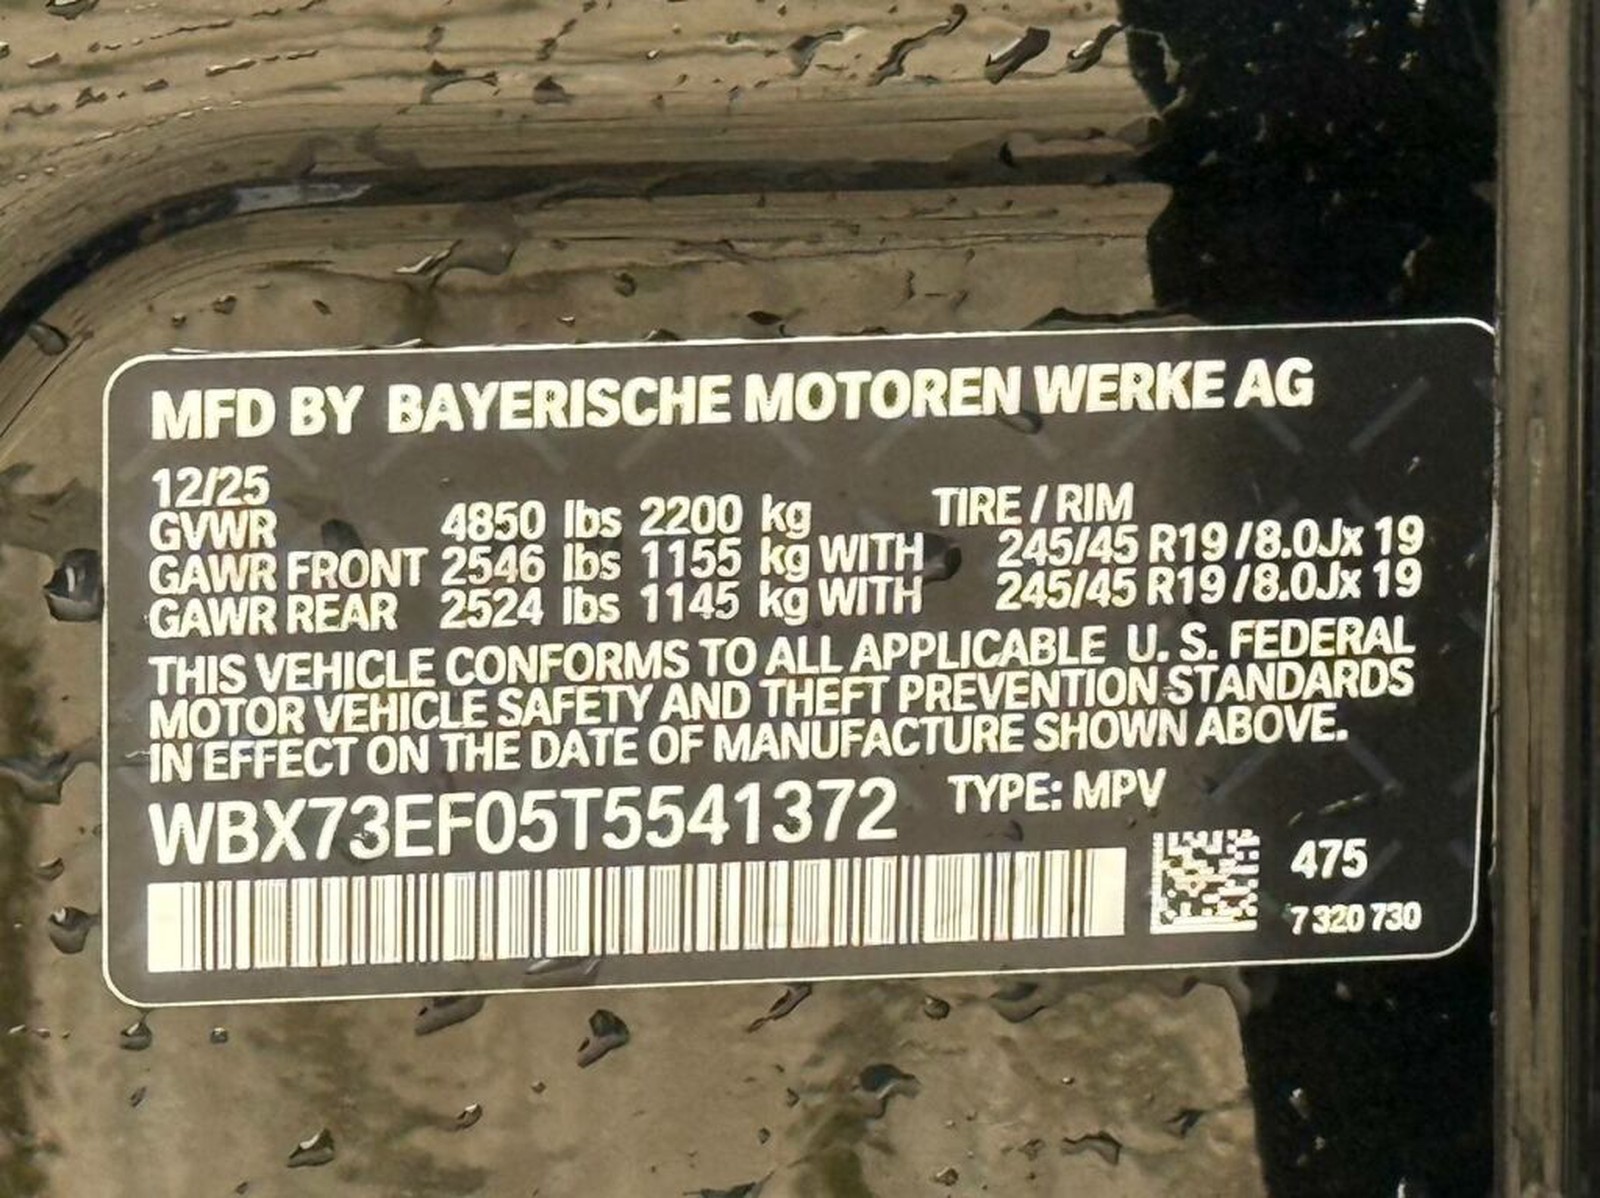 MFD BY BAYERISCHE MOTOREN WERKE AG
12/25
GVWR 4850 lbs 2200 kg TIRE / RIM
GAWR FRONT 2546 lbs 1155 kg WITH 245/45 R19 / 8.0Jx 19
GAWR REAR 2524 lbs 1145 kg WITH 245/45 R19 / 8.0Jx 19
THIS VEHICLE CONFORMS TO ALL APPLICABLE U. S. FEDERAL
MOTOR VEHICLE SAFETY AND THEFT PREVENTION STANDARDS
IN EFFECT ON THE DATE OF MANUFACTURE SHOWN ABOVE.
WBX73EF05T5541372 TYPE: MPV
475
7 320 730